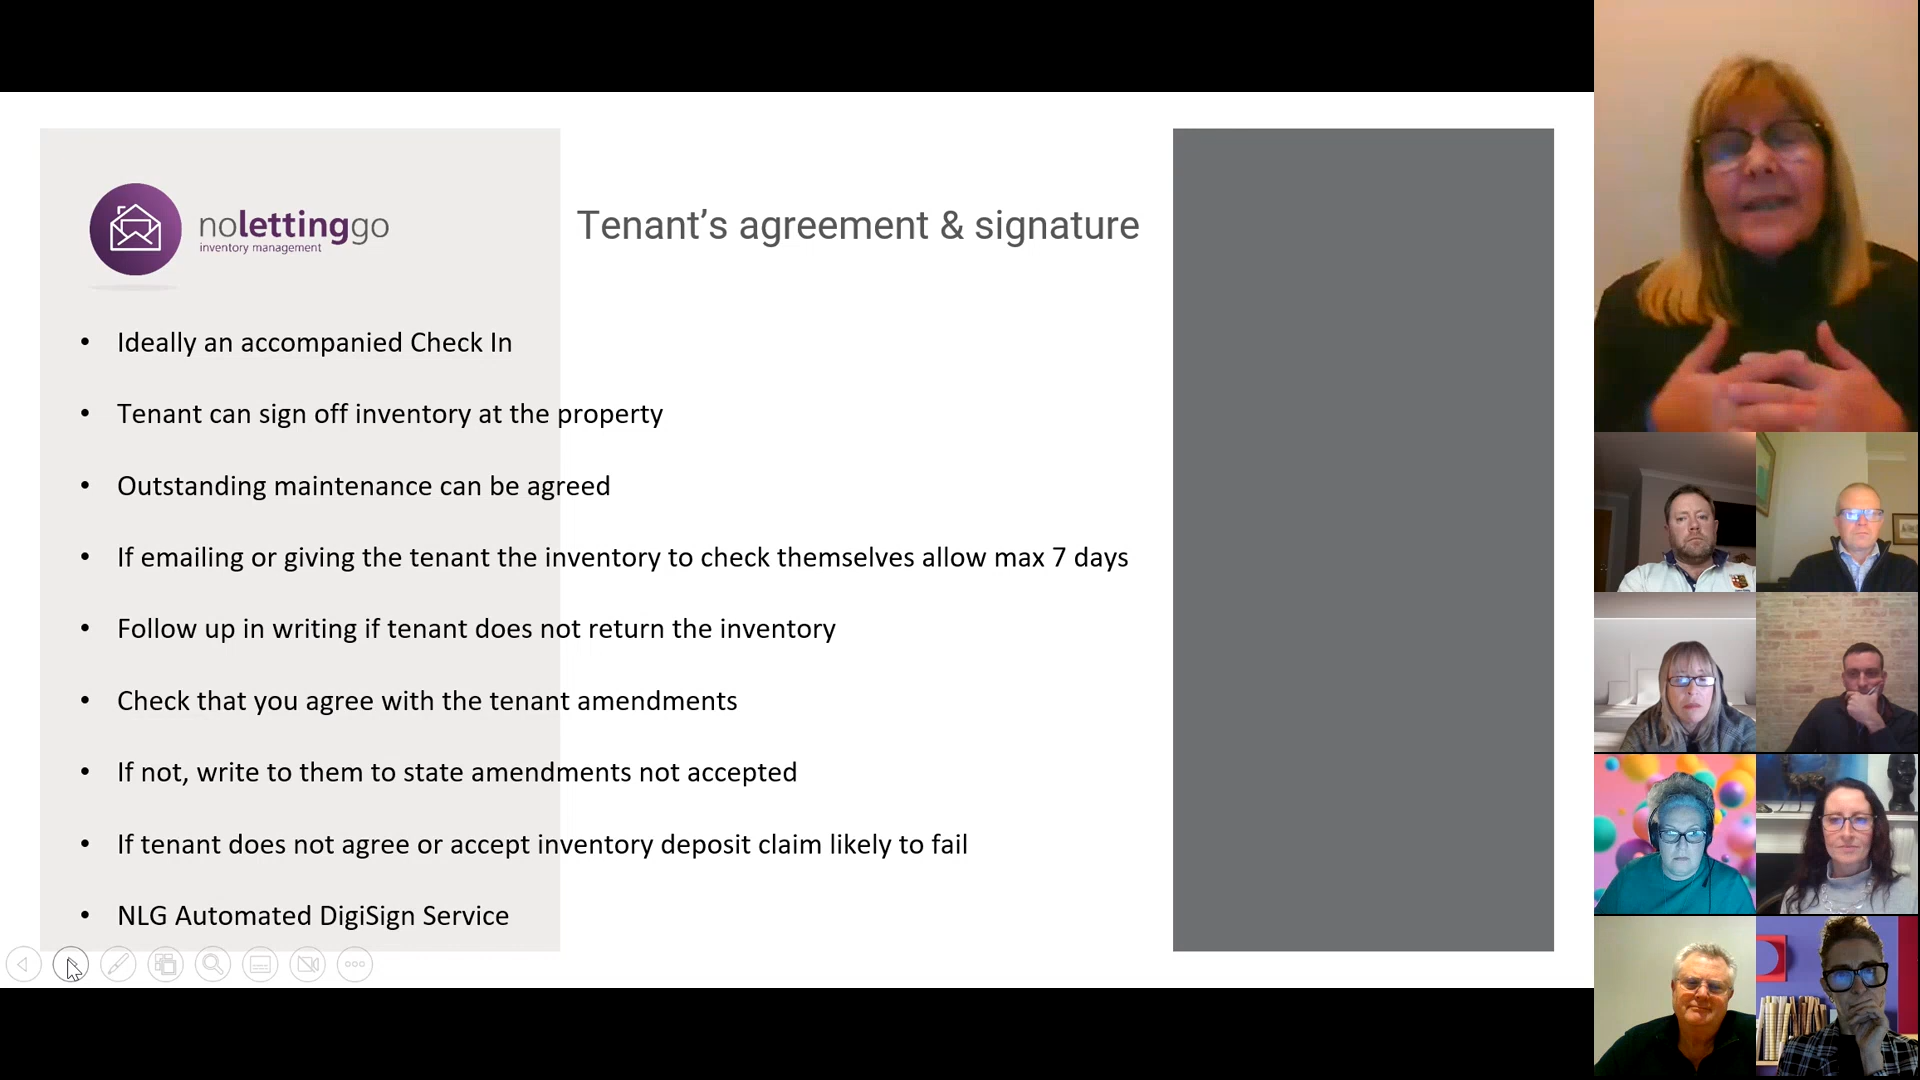 nolettinggo
inventory management
Tenant’s agreement & signature
• Ideally an accompanied Check In
• Tenant can sign off inventory at the property
• Outstanding maintenance can be agreed
• If emailing or giving the tenant the inventory to check themselves allow max 7 days
• Follow up in writing if tenant does not return the inventory
• Check that you agree with the tenant amendments
• If not, write to them to state amendments not accepted
• If tenant does not agree or accept inventory deposit claim likely to fail
• NLG Automated DigiSign Service